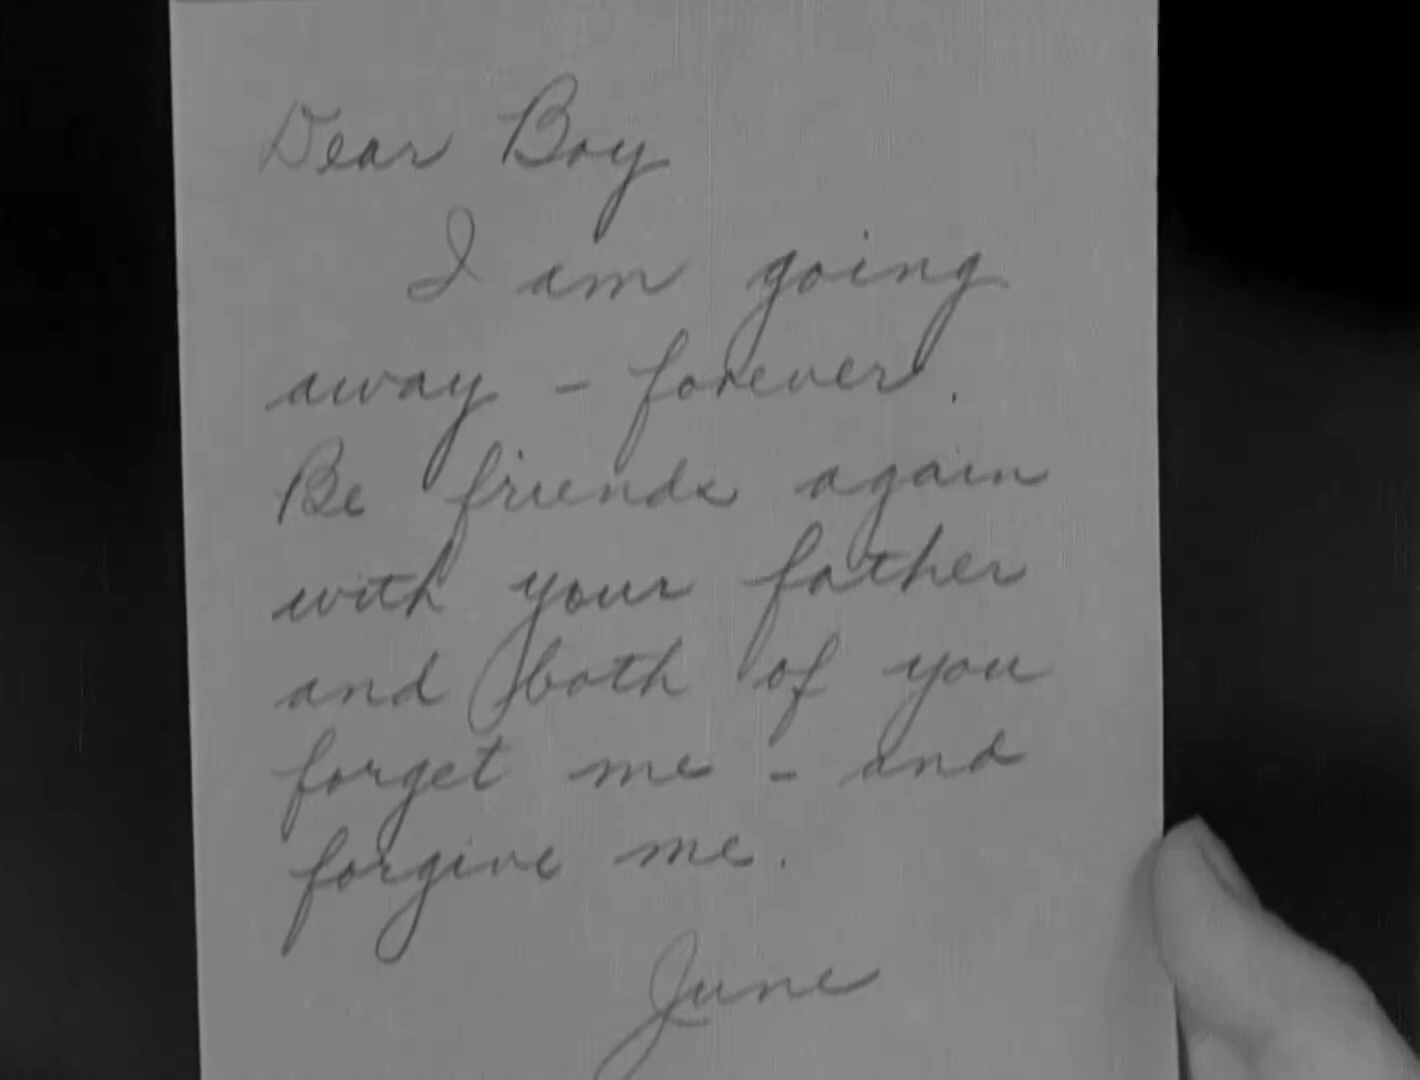 Dear Boy
I am going
away - forever.
Be friends again
with your father
and both of you
forget me - and
forgive me.
June